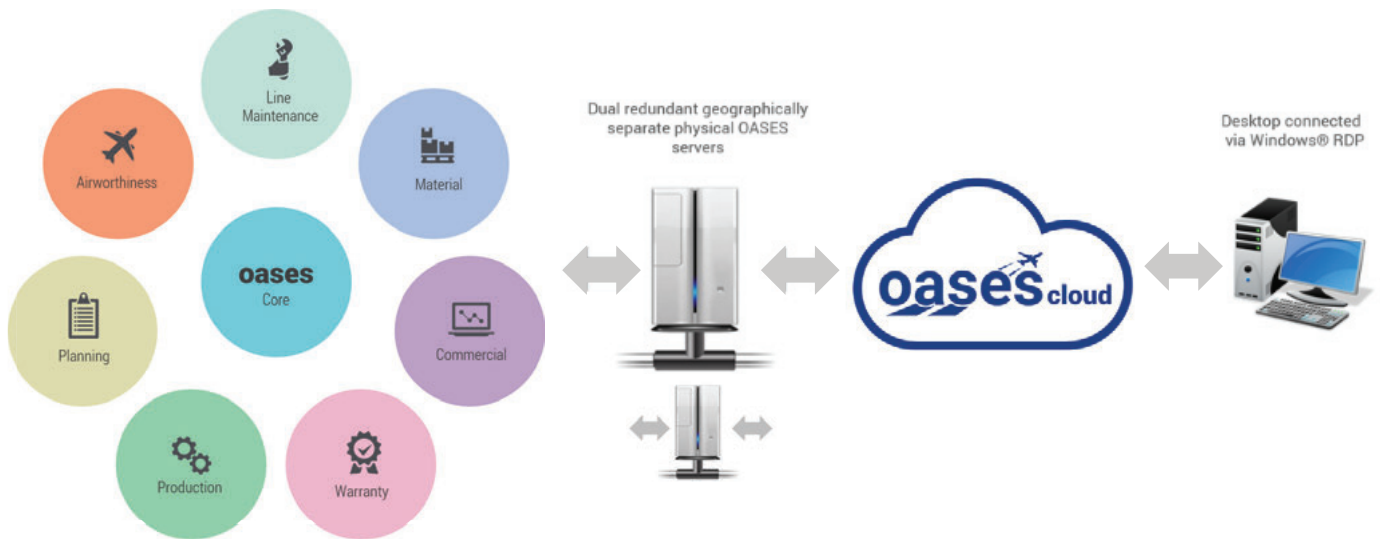 Line
Maintenance
Airworthiness
Material
oases
Core
Planning
Commercial
Production
Warranty
Dual redundant geographically
separate physical OASES
servers
oases cloud
Desktop connected
via Windows® RDP